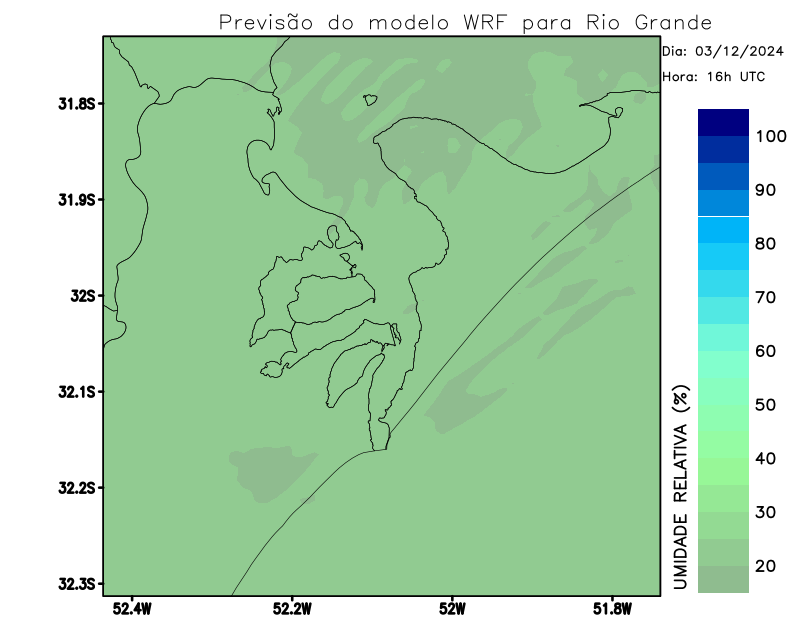 Previsão do modelo WRF para Rio Grande
Dia: 03/12/2024
Hora: 16h UTC
31.8S
31.9S
32S
32.1S
32.2S
32.3S
52.4W
52.2W
52W
51.8W
100
90
80
70
60
50
40
30
20
UMIDADE RELATIVA (%)